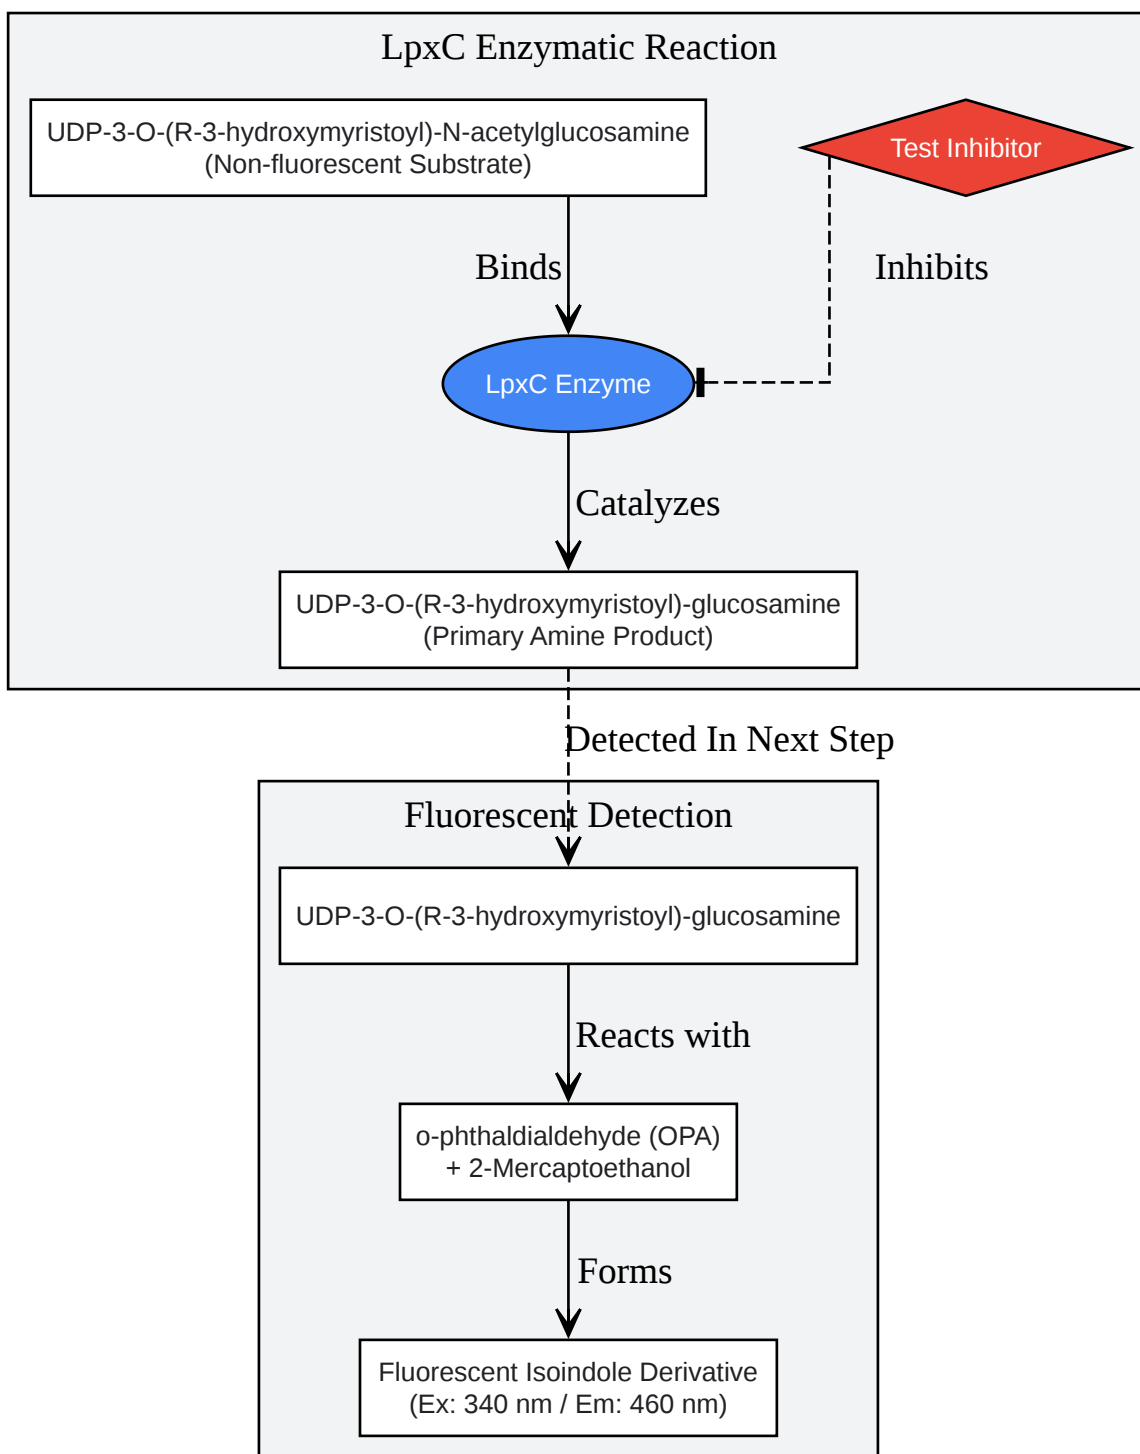 LpxC Enzymatic Reaction
UDP-3-O-(R-3-hydroxymyristoyl)-N-acetylglucosamine
(Non-fluorescent Substrate)
Test Inhibitor
Binds
Inhibits
LpxC Enzyme
Catalyzes
UDP-3-O-(R-3-hydroxymyristoyl)-glucosamine
(Primary Amine Product)
Detected In Next Step
Fluorescent Detection
UDP-3-O-(R-3-hydroxymyristoyl)-glucosamine
Reacts with
o-phthaldialdehyde (OPA)
+ 2-Mercaptoethanol
Forms
Fluorescent Isoindole Derivative
(Ex: 340 nm / Em: 460 nm)